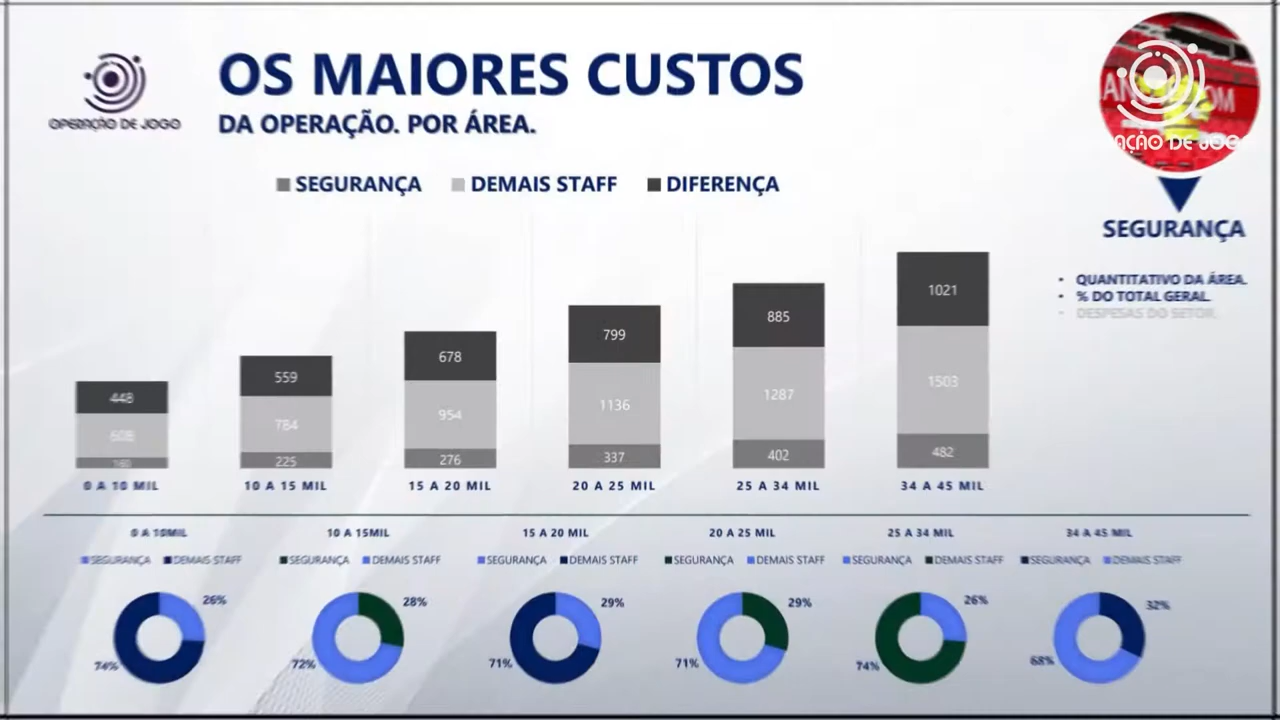 OPERAÇÃO DE JOGO
OS MAIORES CUSTOS
DA OPERAÇÃO. POR ÁREA.
SEGURANÇA DEMAIS STAFF DIFERENÇA
AÇÃO DE JOGO
SEGURANÇA
• QUANTITATIVO DA ÁREA.
• % DO TOTAL GERAL.
• DESPESAS DO SETOR.
448 559 678 799 885 1021
608 784 954 1136 1287 1503
160 225 276 337 402 482
0 A 10 MIL 10 A 15 MIL 15 A 20 MIL 20 A 25 MIL 25 A 34 MIL 34 A 45 MIL
0 A 10MIL 10 A 15MIL 15 A 20 MIL 20 A 25 MIL 25 A 34 MIL 34 A 45 MIL
SEGURANÇA DEMAIS STAFF SEGURANÇA DEMAIS STAFF SEGURANÇA DEMAIS STAFF SEGURANÇA DEMAIS STAFF SEGURANÇA DEMAIS STAFF SEGURANÇA DEMAIS STAFF
26% 28% 29% 29% 26% 32%
74% 72% 71% 71% 74% 68%